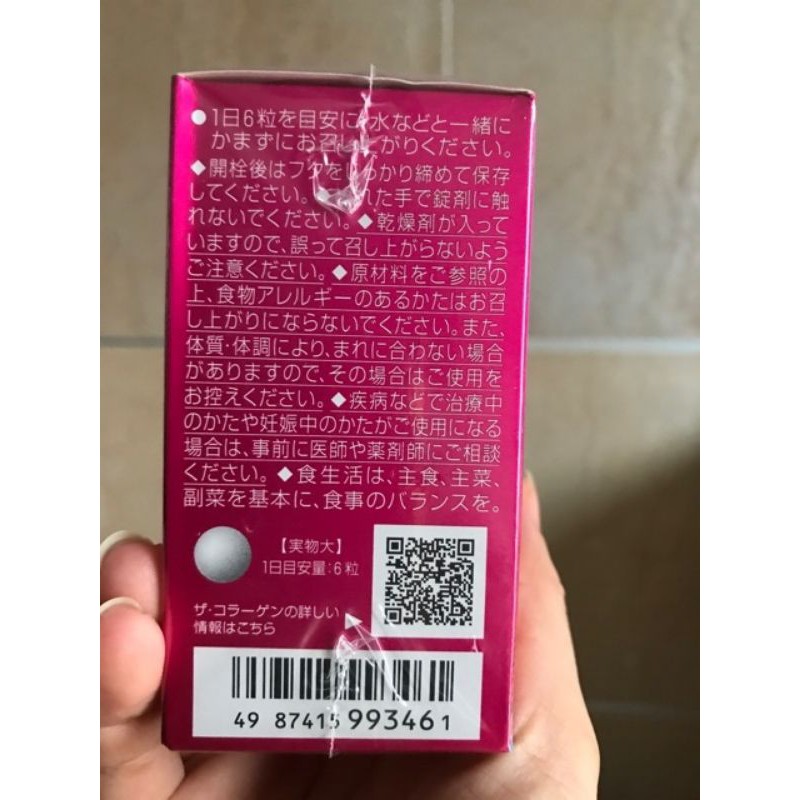 ●1日6粒を目安に、水などと一緒に
かまずにお召し上がりください。
◆開栓後はフタをしっかり締めて保存
してください。 れた手で錠剤に触
れないでください。◆乾燥剤が入って
いますので、誤って召し上がらないよう
ご注意ください。◆原材料をご参照の
上、食物アレルギーのあるかたはお召
し上がりにならないでください。また、
体質・体調により、まれに合わない場合
がありますので、その場合はご使用を
お控えください。◆疾病などで治療中
のかたや妊娠中のかたがご使用になる
場合は、事前に医師や薬剤師にご相談
ください。◆食生活は、主食、主菜、
副菜を基本に、食事のバランスを。
【実物大】
1日目安量:6粒
ザ・コラーゲンの詳しい
情報はこちら
49 87415 993461